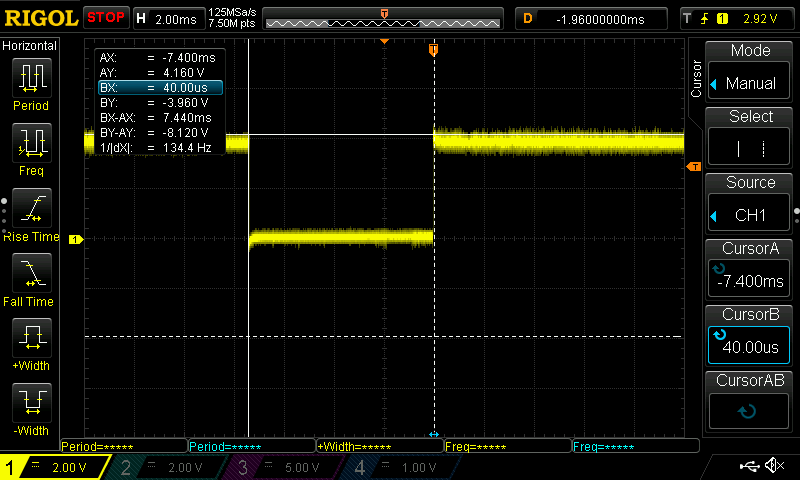 RIGOL STOP H 2.00ms 125MSa/s 7.50M pts T D -1.96000000ms T 1 2.92 V
Horizontal
Period
Freq
Rise Time
Fall Time
+Width
-Width
AX: = -7.400ms
AY: = 4.160 V
BX: = 40.00us
BY: = -3.960 V
BX-AX: = 7.440ms
BY-AY: = -8.120 V
1/|dX|: = 134.4 Hz
T
T
1
Cursor
Mode
Manual
Select
Source
CH1
CursorA
-7.400ms
CursorB
40.00us
CursorAB
Period=***** Period=***** +Width=***** Freq=***** Freq=*****
1 = 2.00 V 2 = 2.00 V 3 = 5.00 V 4 = 1.00 V